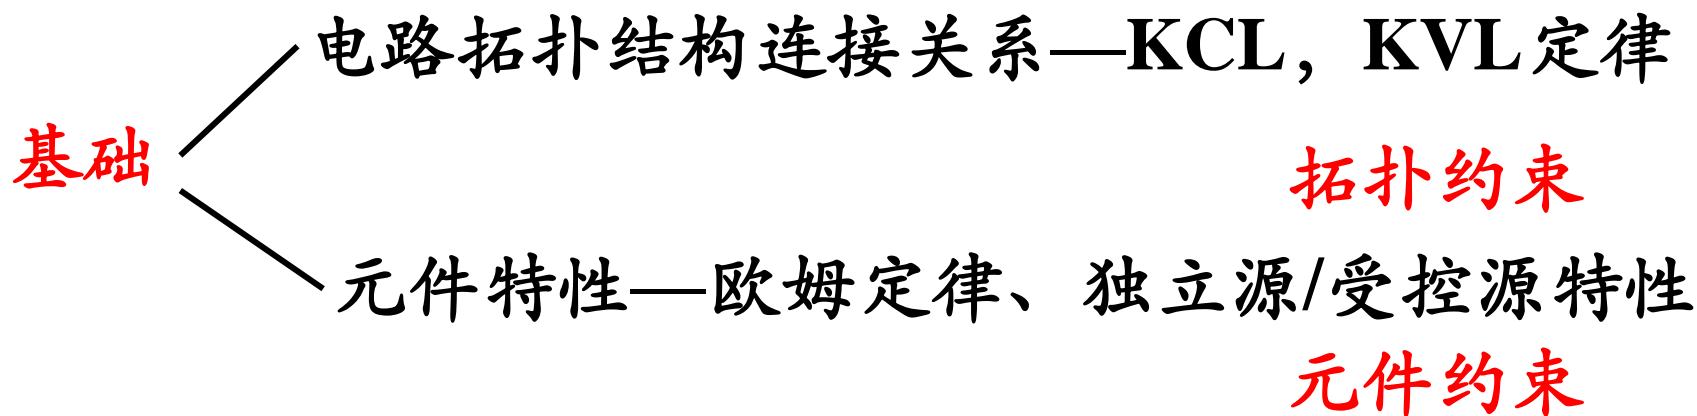 电路拓扑结构连接关系—KCL，KVL定律
基础
拓扑约束
元件特性—欧姆定律、独立源/受控源特性
元件约束